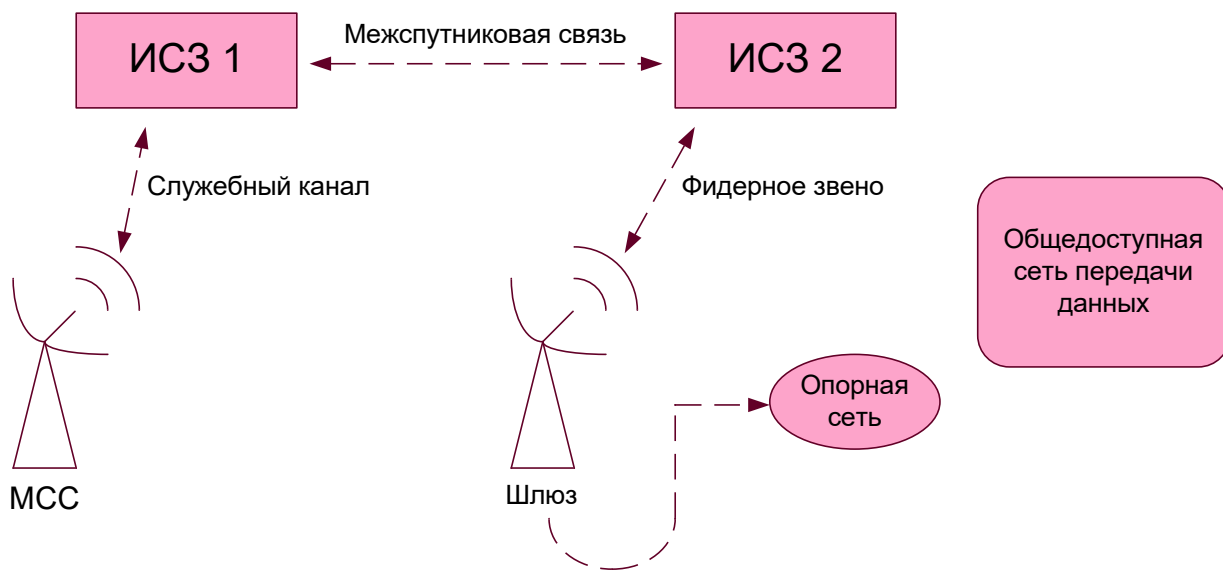 ИСЗ 1
Межспутниковая связь
ИСЗ 2
Служебный канал
Фидерное звено
Общедоступная
сеть передачи
данных
Опорная
сеть
МСС
Шлюз